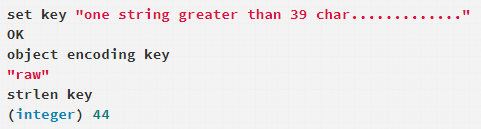 set key "one string greater than 39 char............."
OK
object encoding key
"raw"
strlen key
(integer) 44